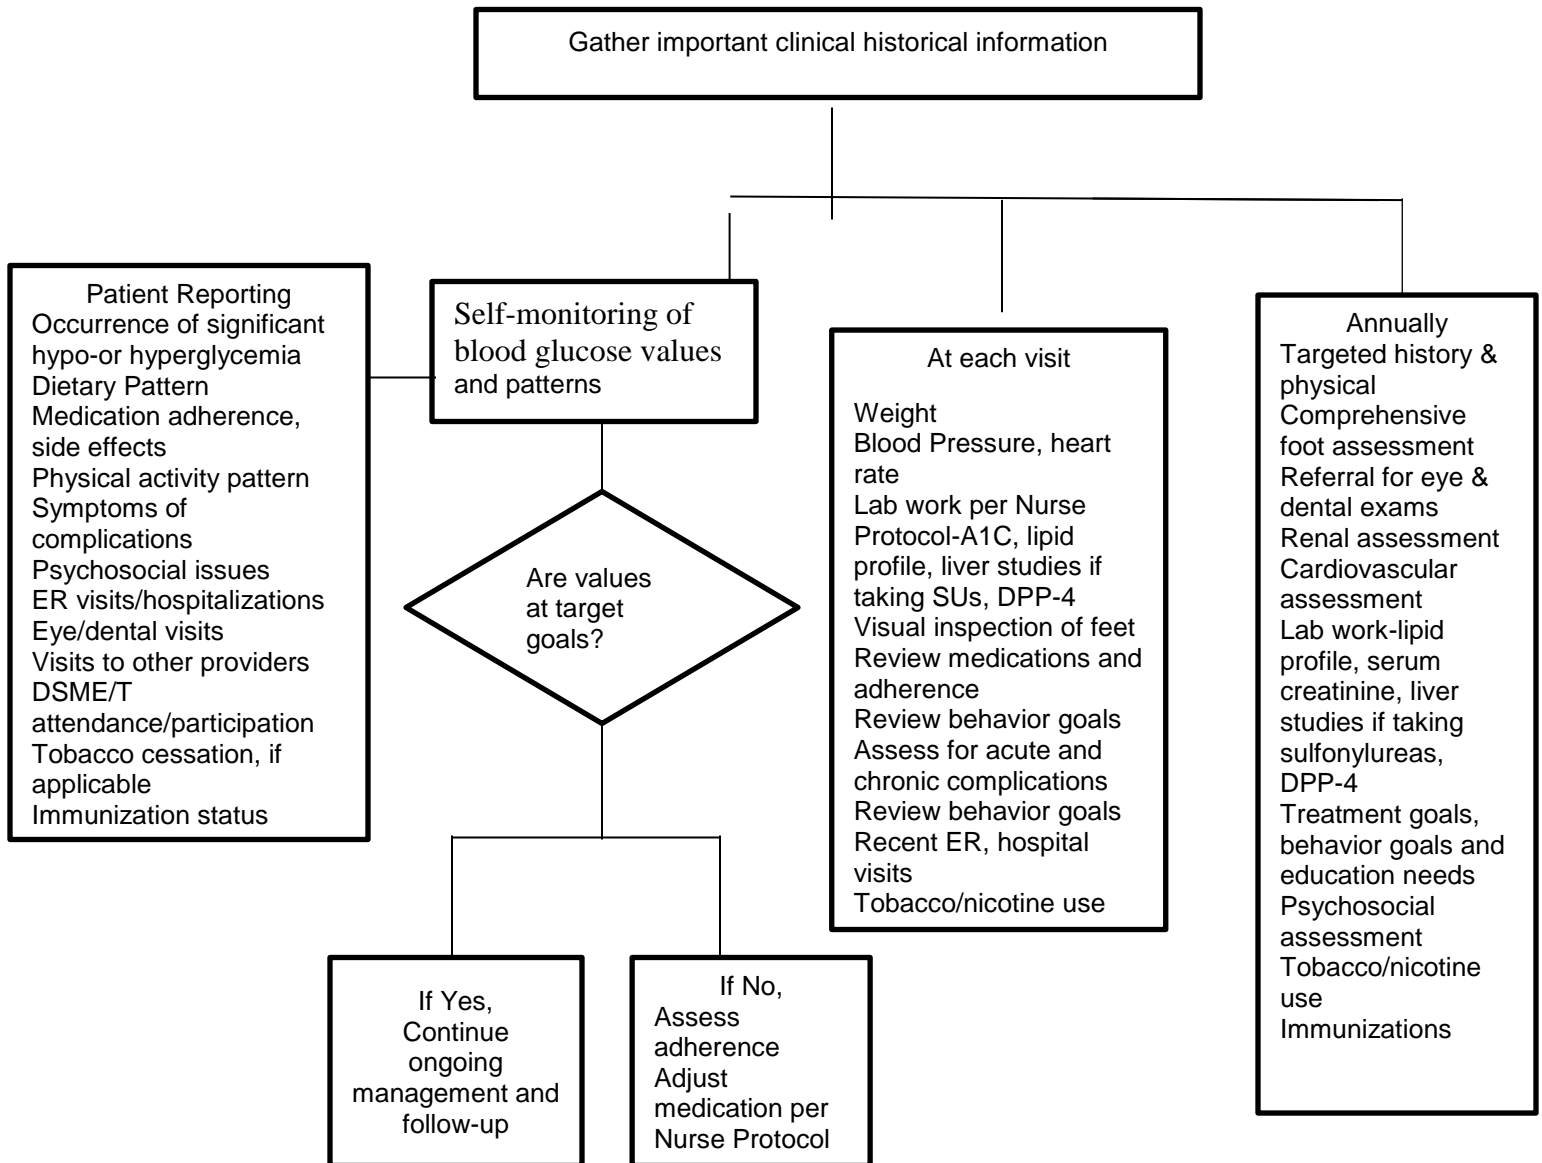 Gather important clinical historical information
Patient Reporting
Occurrence of significant
hypo-or hyperglycemia
Dietary Pattern
Medication adherence,
side effects
Physical activity pattern
Symptoms of
complications
Psychosocial issues
ER visits/hospitalizations
Eye/dental visits
Visits to other providers
DSME/T
attendance/participation
Tobacco cessation, if
applicable
Immunization status
Self-monitoring of
blood glucose values
and patterns
Are values
at target
goals?
If Yes,
Continue
ongoing
management and
follow-up
If No,
Assess
adherence
Adjust
medication per
Nurse Protocol
At each visit
Weight
Blood Pressure, heart
rate
Lab work per Nurse
Protocol-A1C, lipid
profile, liver studies if
taking SUs, DPP-4
Visual inspection of feet
Review medications and
adherence
Review behavior goals
Assess for acute and
chronic complications
Review behavior goals
Recent ER, hospital
visits
Tobacco/nicotine use
Annually
Targeted history &
physical
Comprehensive
foot assessment
Referral for eye &
dental exams
Renal assessment
Cardiovascular
assessment
Lab work-lipid
profile, serum
creatinine, liver
studies if taking
sulfonylureas,
DPP-4
Treatment goals,
behavior goals and
education needs
Psychosocial
assessment
Tobacco/nicotine
use
Immunizations